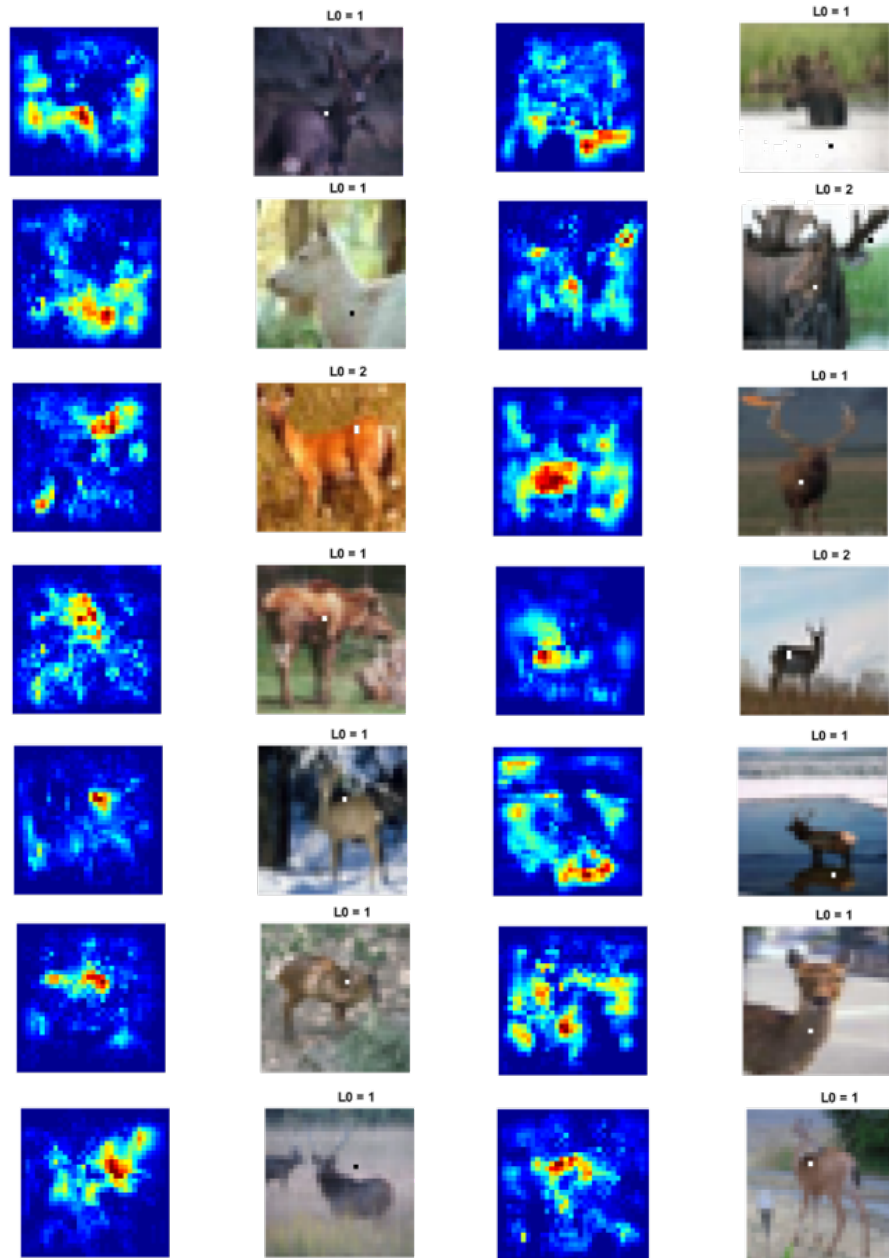 L0 = 1
L0 = 1
L0 = 1
L0 = 2
L0 = 2
L0 = 1
L0 = 1
L0 = 2
L0 = 1
L0 = 1
L0 = 1
L0 = 1
L0 = 1
L0 = 1